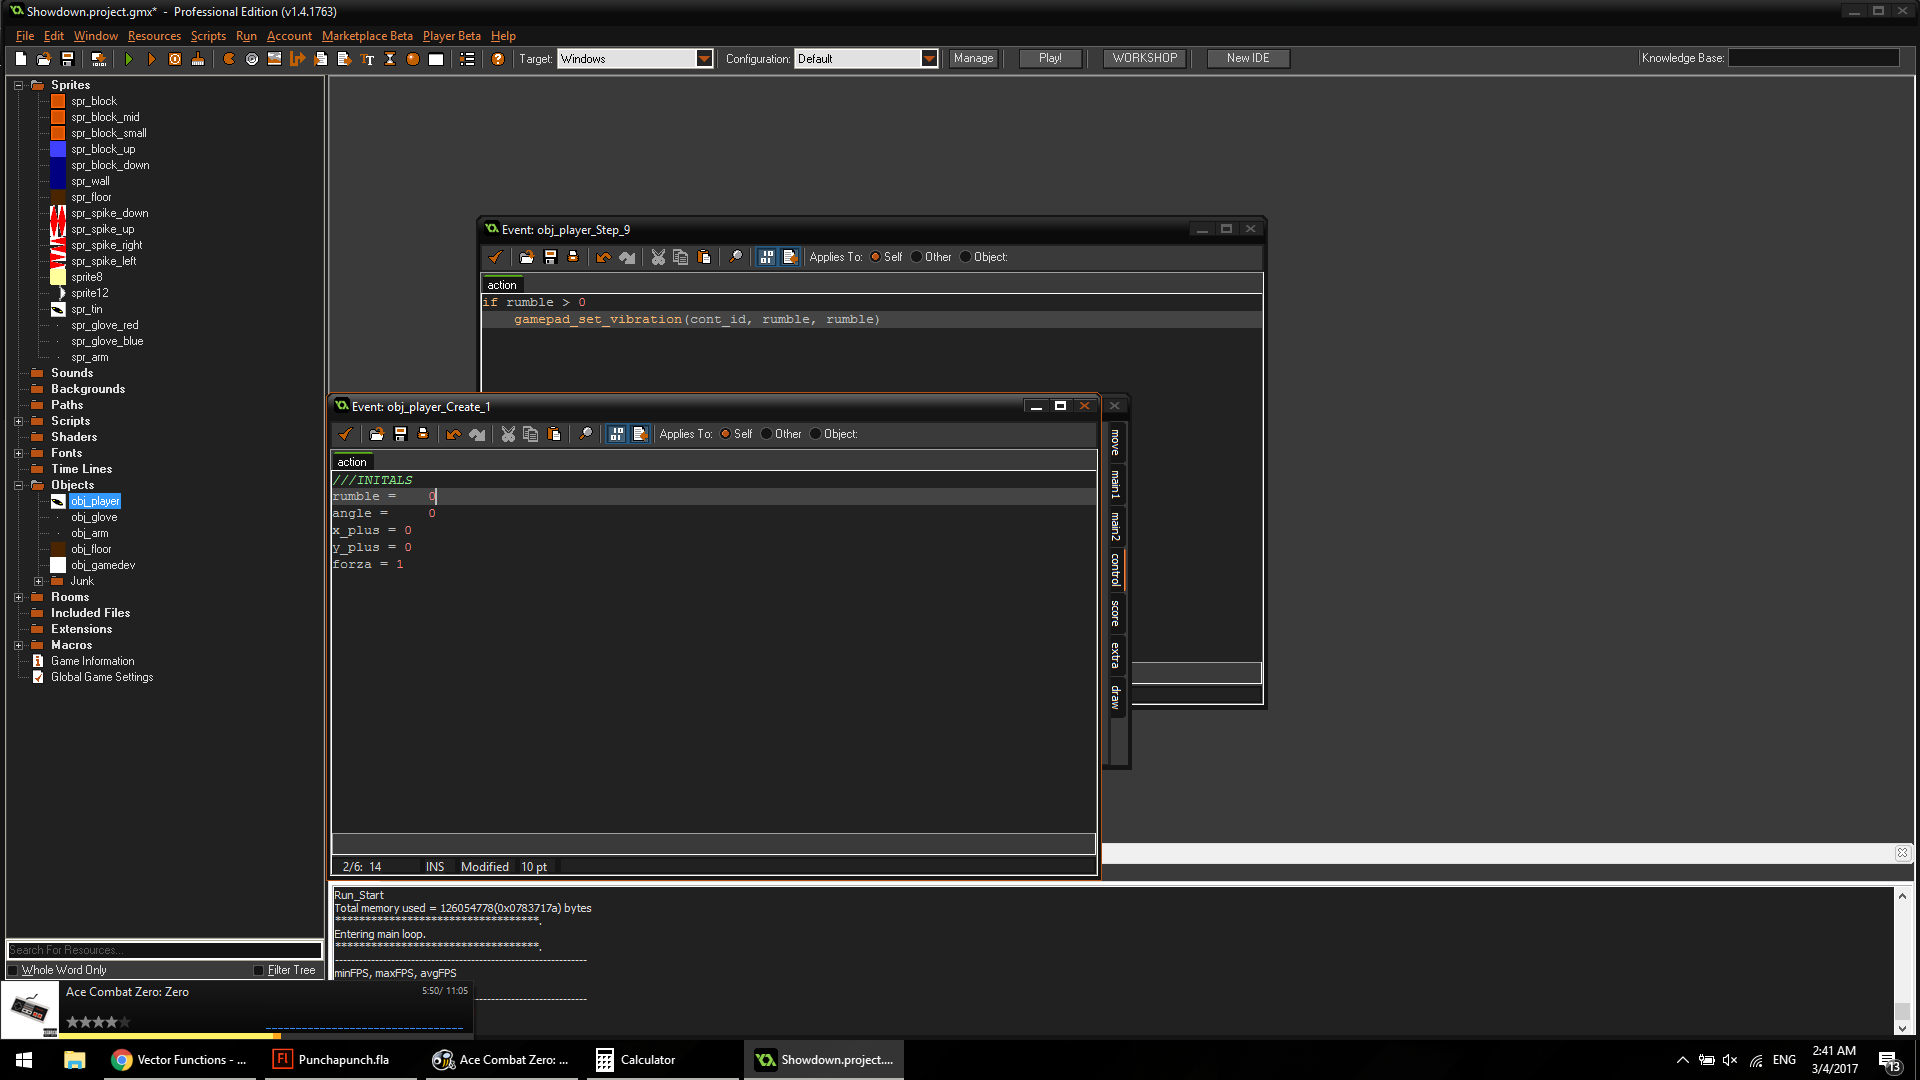 Showdown.project.gmx* - Professional Edition (v1.4.1763)
File Edit Window Resources Scripts Run Account Marketplace Beta Player Beta Help
Target: Windows Configuration: Default Manage Play! WORKSHOP New IDE Knowledge Base:
Sprites
spr_block
spr_block_mid
spr_block_small
spr_block_up
spr_block_down
spr_wall
spr_floor
spr_spike_down
spr_spike_up
spr_spike_right
spr_spike_left
sprite8
sprite12
spr_tin
spr_glove_red
spr_glove_blue
spr_arm
Sounds
Backgrounds
Paths
Scripts
Shaders
Fonts
Time Lines
Objects
obj_player
obj_glove
obj_arm
obj_floor
obj_gamedev
Junk
Rooms
Included Files
Extensions
Macros
Game Information
Global Game Settings
Search For Resources...
Whole Word Only Filter Tree
Event: obj_player_Step_9
Applies To: Self Other Object:
action
if rumble > 0
gamepad_set_vibration(cont_id, rumble, rumble)
Event: obj_player_Create_1
Applies To: Self Other Object:
action
///INITALS
rumble = 0
angle = 0
x_plus = 0
y_plus = 0
forza = 1
2/6: 14 INS Modified 10 pt
move
main1
main2
control
score
extra
draw
Run_Start
Total memory used = 126054778(0x0783717a) bytes
**********************************.
Entering main loop.
**********************************.
minFPS, maxFPS, avgFPS
Ace Combat Zero: Zero 5:50/ 11:05
Vector Functions - ...
Punchapunch.fla
Ace Combat Zero: ...
Calculator
Showdown.project....
ENG
2:41 AM
3/4/2017
13